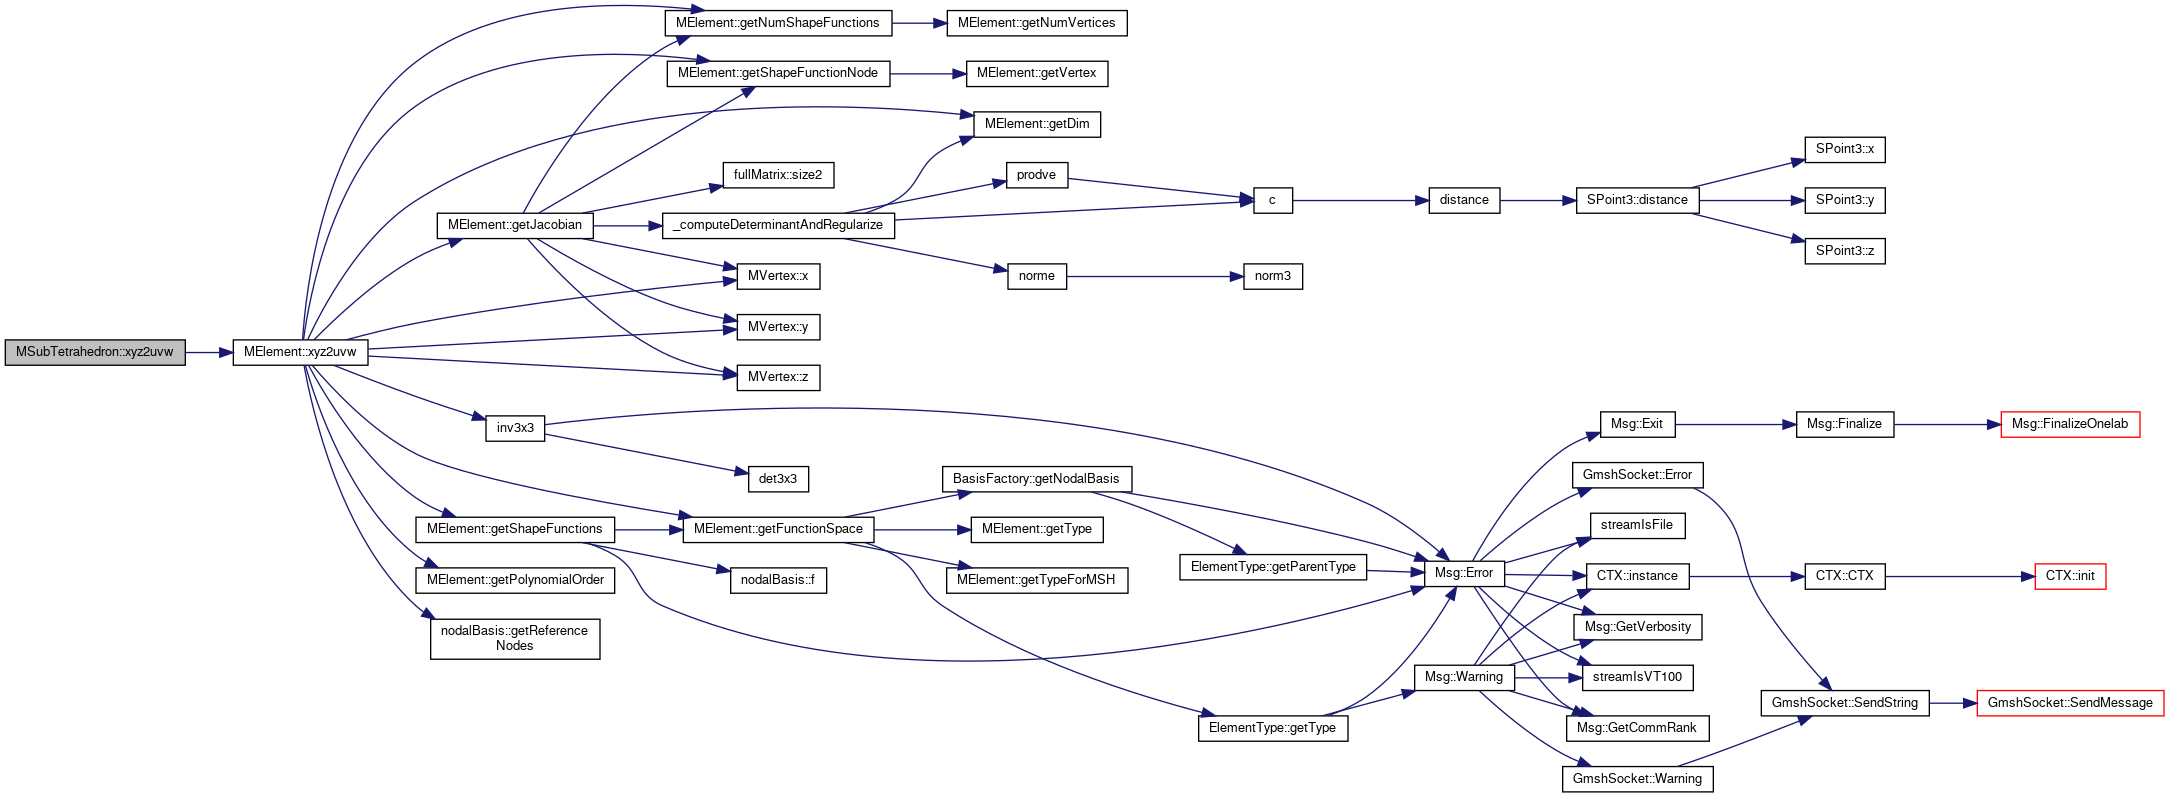 MElement::getNumShapeFunctions
MElement::getNumVertices
MElement::getShapeFunctionNode
MElement::getVertex
MElement::getDim
SPoint3::x
fullMatrix::size2
prodve
c
distance
SPoint3::distance
SPoint3::y
MElement::getJacobian
_computeDeterminantAndRegularize
SPoint3::z
MVertex::x
norme
norm3
MVertex::y
MSubTetrahedron::xyz2uvw
MElement::xyz2uvw
MVertex::z
inv3x3
Msg::Exit
Msg::Finalize
Msg::FinalizeOnelab
det3x3
BasisFactory::getNodalBasis
GmshSocket::Error
MElement::getShapeFunctions
MElement::getFunctionSpace
MElement::getType
streamIsFile
ElementType::getParentType
Msg::Error
CTX::instance
CTX::CTX
CTX::init
MElement::getPolynomialOrder
nodalBasis::f
MElement::getTypeForMSH
Msg::GetVerbosity
nodalBasis::getReference
Nodes
Msg::Warning
streamIsVT100
GmshSocket::SendString
GmshSocket::SendMessage
ElementType::getType
Msg::GetCommRank
GmshSocket::Warning